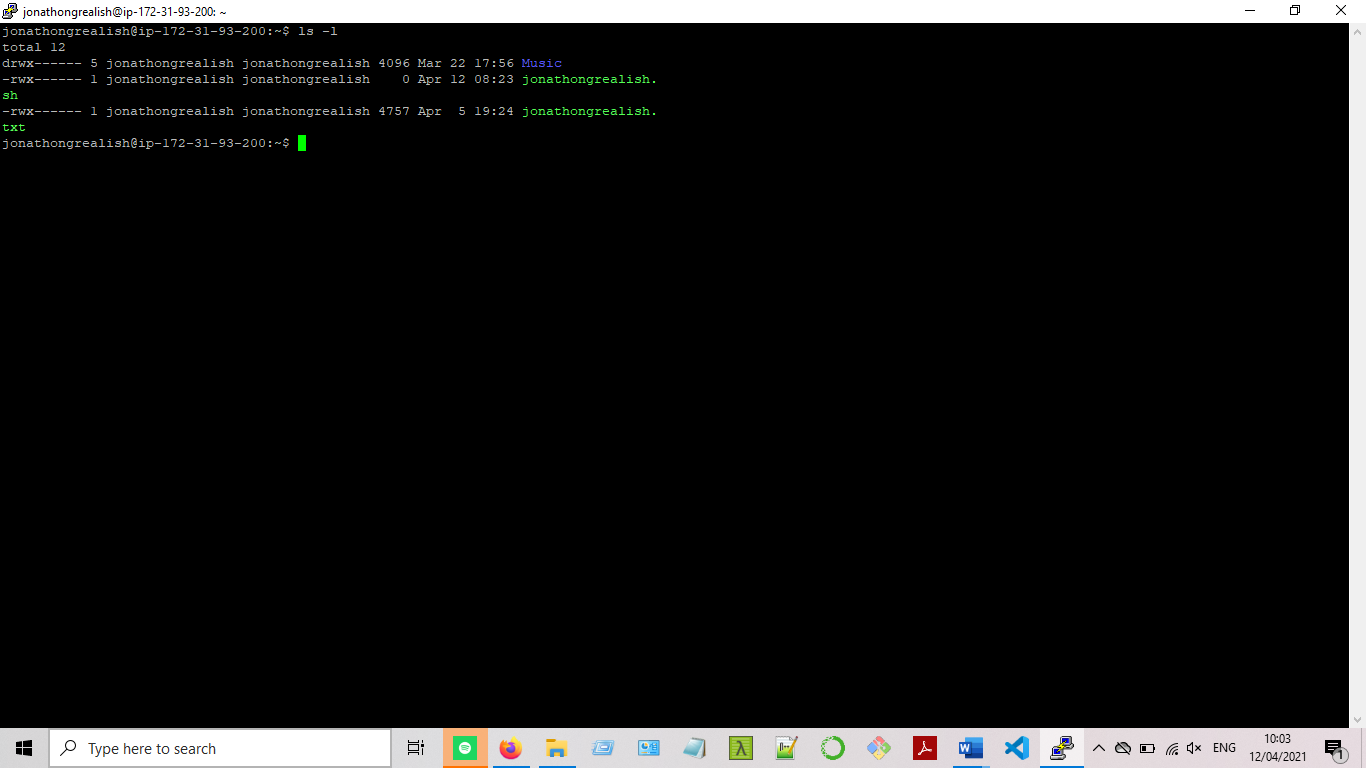 jonathongrealish@ip-172-31-93-200: ~
jonathongrealish@ip-172-31-93-200:~$ ls -l
total 12
drwx------ 5 jonathongrealish jonathongrealish 4096 Mar 22 17:56 Music
-rwx------ 1 jonathongrealish jonathongrealish    0 Apr 12 08:23 jonathongrealish.
sh
-rwx------ 1 jonathongrealish jonathongrealish 4757 Apr  5 19:24 jonathongrealish.
txt
jonathongrealish@ip-172-31-93-200:~$
Type here to search
ENG
10:03
12/04/2021
1